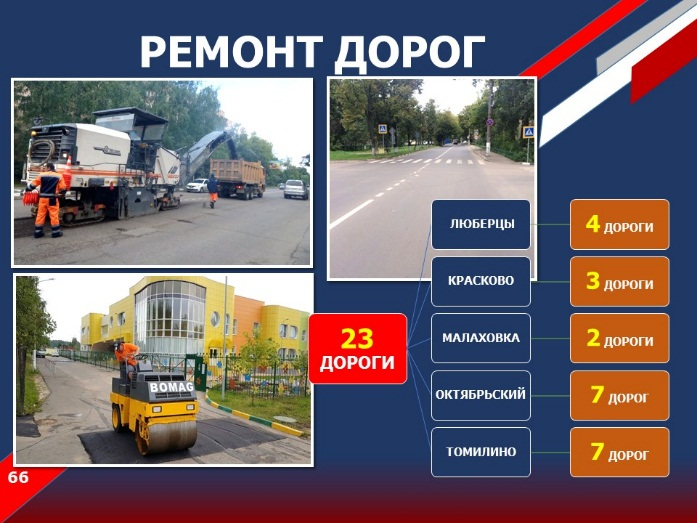 РЕМОНТ ДОРОГ
BOMAG
23
ДОРОГИ
ЛЮБЕРЦЫ
4 ДОРОГИ
КРАСКОВО
3 ДОРОГИ
МАЛАХОВКА
2 ДОРОГИ
ОКТЯБРЬСКИЙ
7 ДОРОГ
ТОМИЛИНО
7 ДОРОГ
66